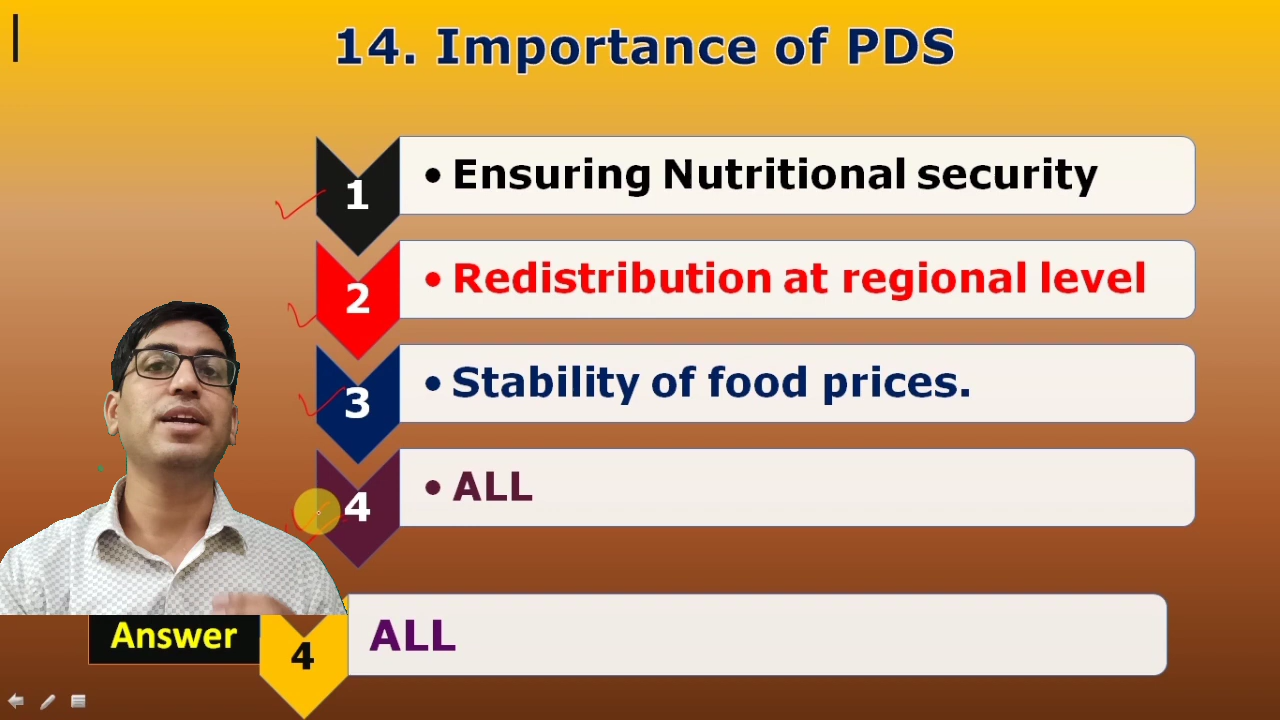 14. Importance of PDS
1 • Ensuring Nutritional security
2 • Redistribution at regional level
3 • Stability of food prices.
4 • ALL
Answer 4 ALL